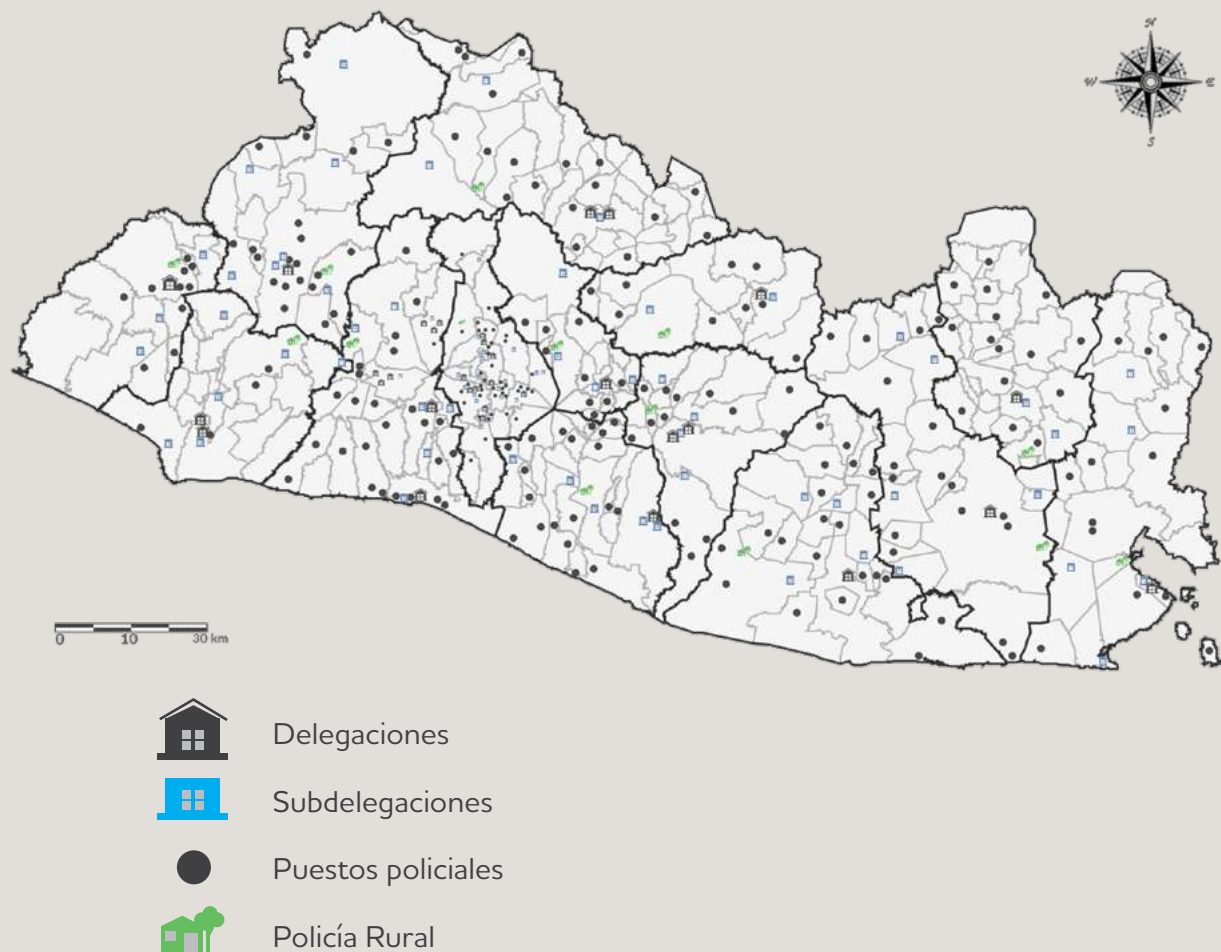 N
W E
S
0 10 30 km
Delegaciones
Subdelegaciones
Puestos policiales
Policía Rural